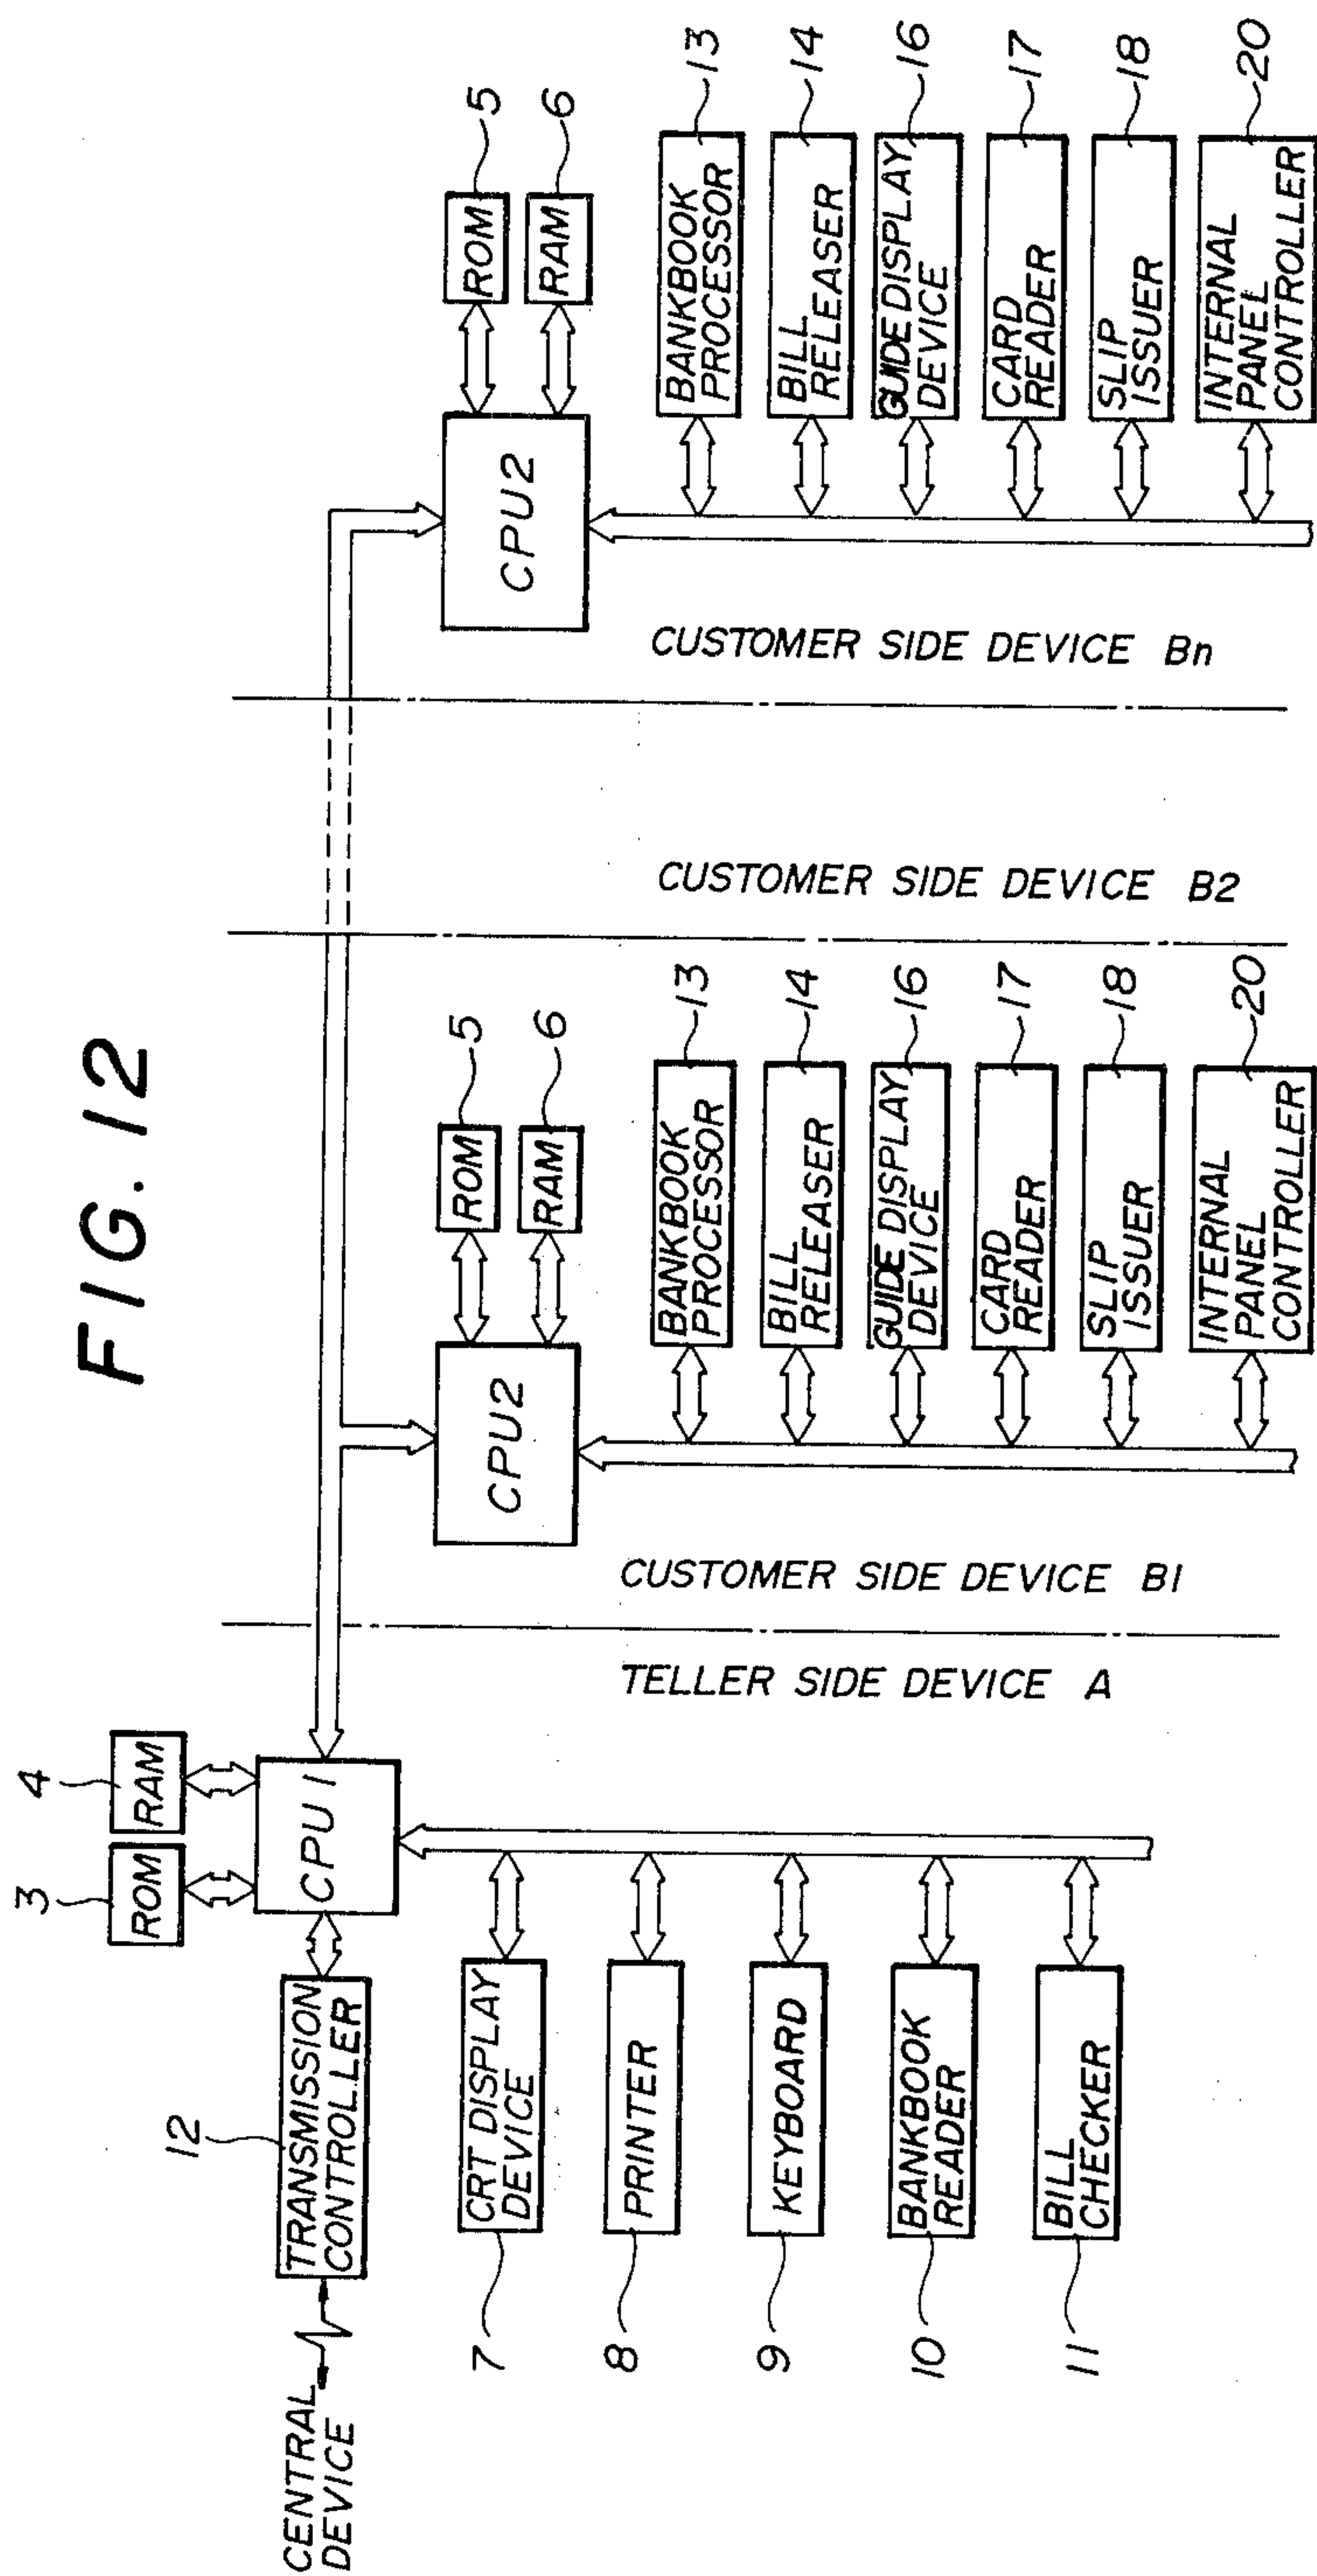 FIG. 12
3
4
ROM
RAM
CPU 1
12
TRANSMISSION
CONTROLLER
CENTRAL
DEVICE
7
CRT DISPLAY
DEVICE
8
PRINTER
9
KEYBOARD
10
BANKBOOK
READER
11
BILL
CHECKER
TELLER SIDE DEVICE A
CUSTOMER SIDE DEVICE B1
CPU2
ROM
5
RAM
6
BANKBOOK
PROCESSOR
13
BILL
RELEASER
14
GUIDE DISPLAY
DEVICE
16
CARD
READER
17
SLIP
ISSUER
18
INTERNAL
PANEL
CONTROLLER
20
CUSTOMER SIDE DEVICE B2
CUSTOMER SIDE DEVICE Bn
CPU2
ROM
5
RAM
6
BANKBOOK
PROCESSOR
13
BILL
RELEASER
14
GUIDE DISPLAY
DEVICE
16
CARD
READER
17
SLIP
ISSUER
18
INTERNAL
PANEL
CONTROLLER
20